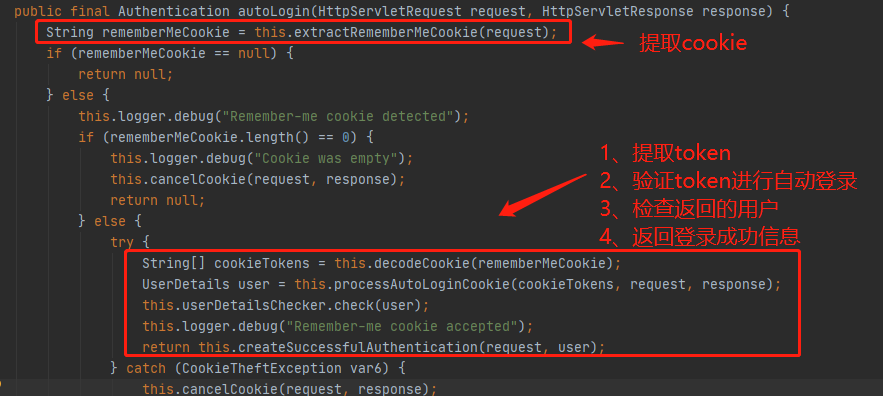 public final Authentication autoLogin(HttpServletRequest request, HttpServletResponse response) {
String rememberMeCookie = this.extractRememberMeCookie(request);
提取cookie
if (rememberMeCookie == null) {
return null;
} else {
this.logger.debug("Remember-me cookie detected");
if (rememberMeCookie.length() == 0) {
this.logger.debug("Cookie was empty");
this.cancelCookie(request, response);
return null;
} else {
try {
1、提取token
2、验证token进行自动登录
3、检查返回的用户
4、返回登录成功信息
String[] cookieTokens = this.decodeCookie(rememberMeCookie);
UserDetails user = this.processAutoLoginCookie(cookieTokens, request, response);
this.userDetailsChecker.check(user);
this.logger.debug("Remember-me cookie accepted");
return this.createSuccessfulAuthentication(request, user);
} catch (CookieTheftException var6) {
this.cancelCookie(request, response);